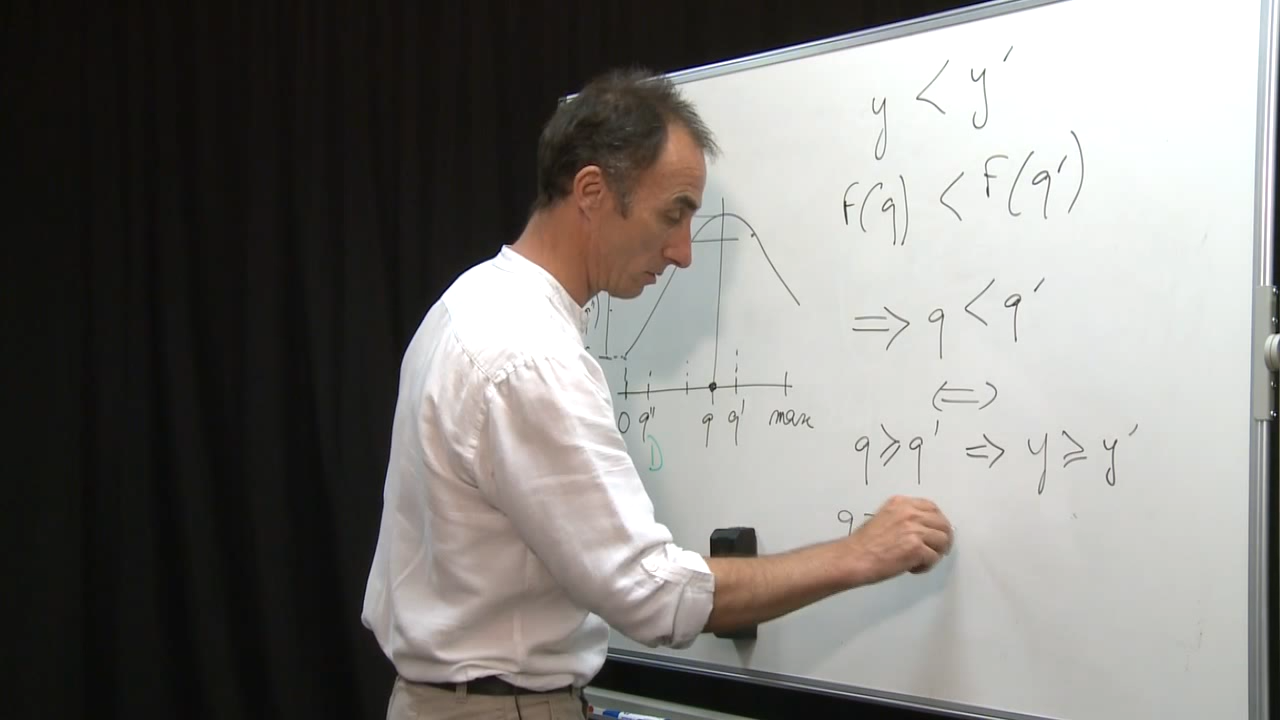 y < y'
F(q) < F(q')
⟹ q < q'
⟺
q ≥ q' ⟹ y ≥ y'
q
0 q'' q q' max
D